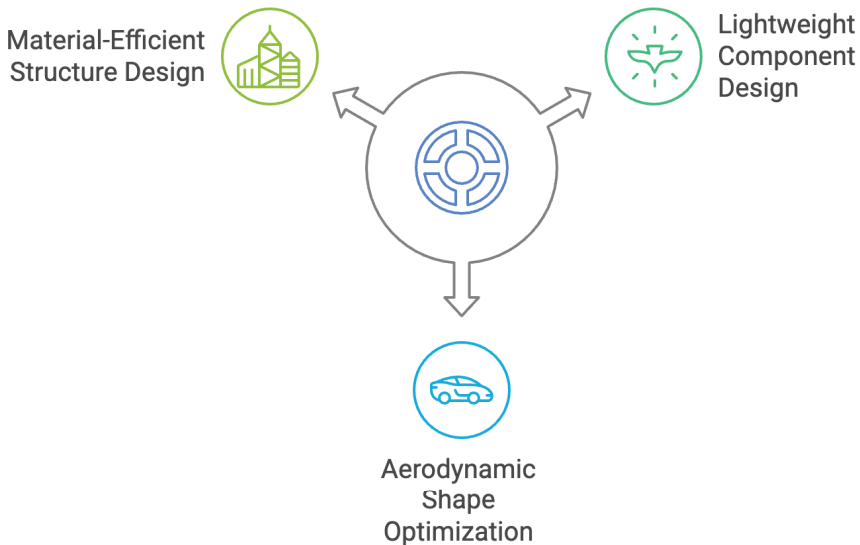 Material-Efficient
Structure Design
Lightweight
Component
Design
Aerodynamic
Shape
Optimization